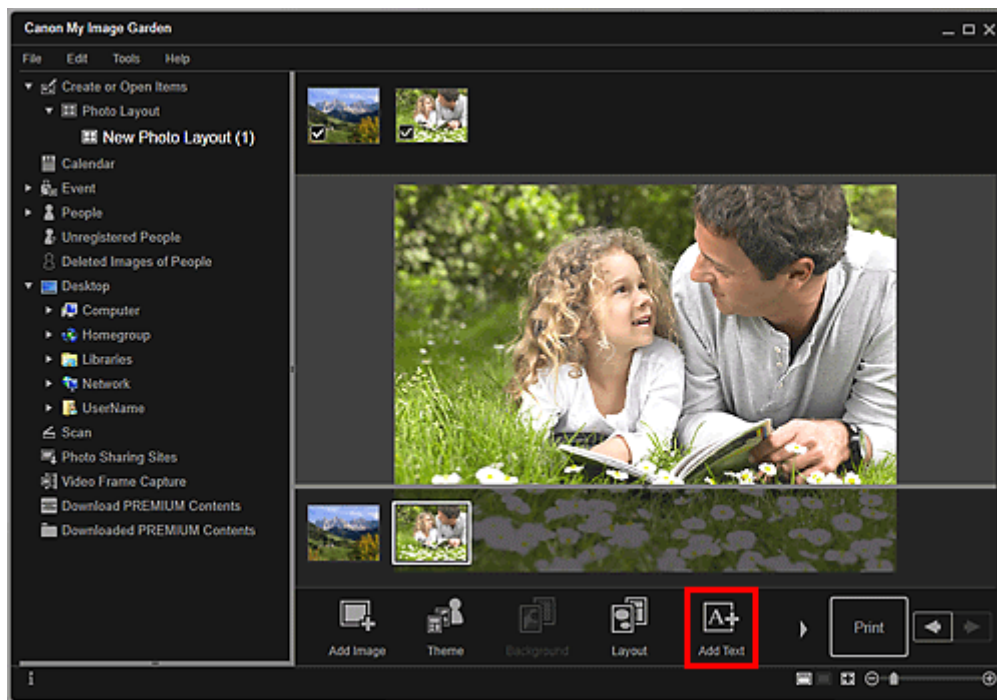 Canon My Image Garden
File Edit Tools Help
Create or Open Items
Photo Layout
New Photo Layout (1)
Calendar
Event
People
Unregistered People
Deleted Images of People
Desktop
Computer
Homegroup
Libraries
Network
UserName
Scan
Photo Sharing Sites
Video Frame Capture
Download PREMIUM Contents
Downloaded PREMIUM Contents
Add Image Theme Background Layout Add Text Print